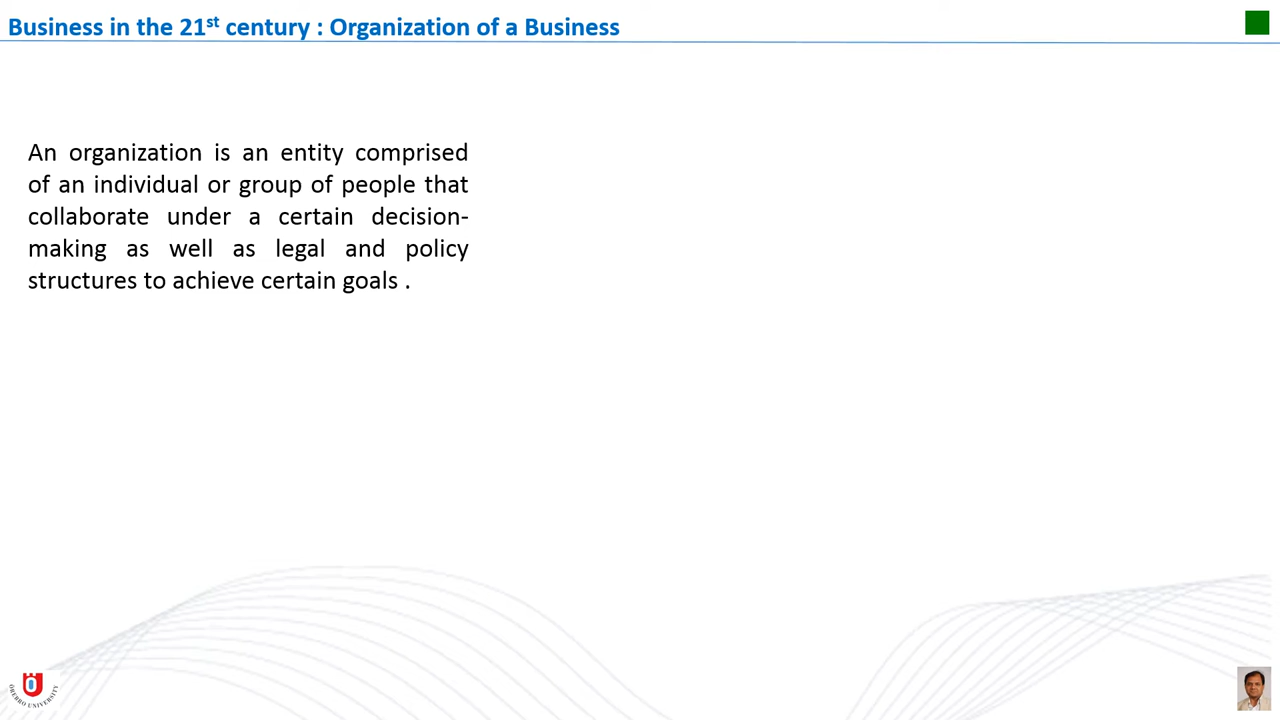 Business in the 21st century : Organization of a Business
An organization is an entity comprised
of an individual or group of people that
collaborate under a certain decision-
making as well as legal and policy
structures to achieve certain goals .
ÖREBRO UNIVERSITY